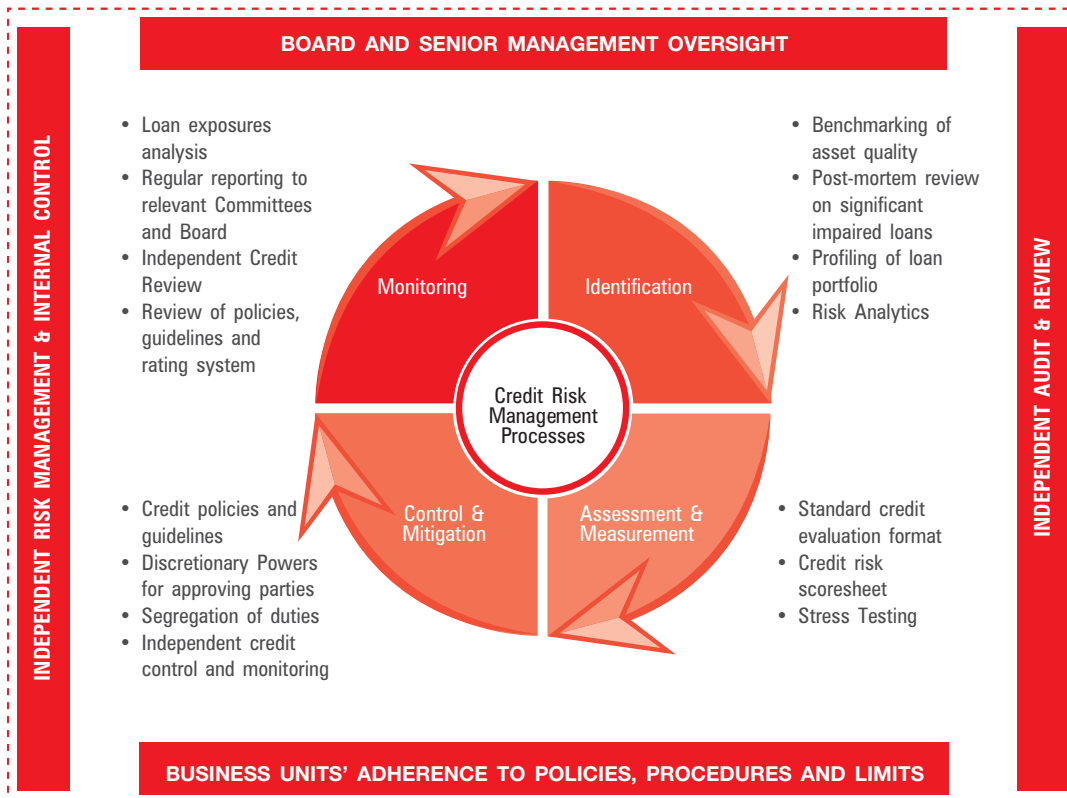 BOARD AND SENIOR MANAGEMENT OVERSIGHT
INDEPENDENT RISK MANAGEMENT & INTERNAL CONTROL
• Loan exposures
analysis
• Regular reporting to
relevant Committees
and Board
• Independent Credit
Review
• Review of policies,
guidelines and
rating system
Monitoring
Identification
• Benchmarking of
asset quality
• Post-mortem review
on significant
impaired loans
• Profiling of loan
portfolio
• Risk Analytics
Credit Risk
Management
Processes
• Credit policies and
guidelines
• Discretionary Powers
for approving parties
• Segregation of duties
• Independent credit
control and monitoring
Control &
Mitigation
Assessment &
Measurement
• Standard credit
evaluation format
• Credit risk
scoresheet
• Stress Testing
INDEPENDENT AUDIT & REVIEW
BUSINESS UNITS’ ADHERENCE TO POLICIES, PROCEDURES AND LIMITS